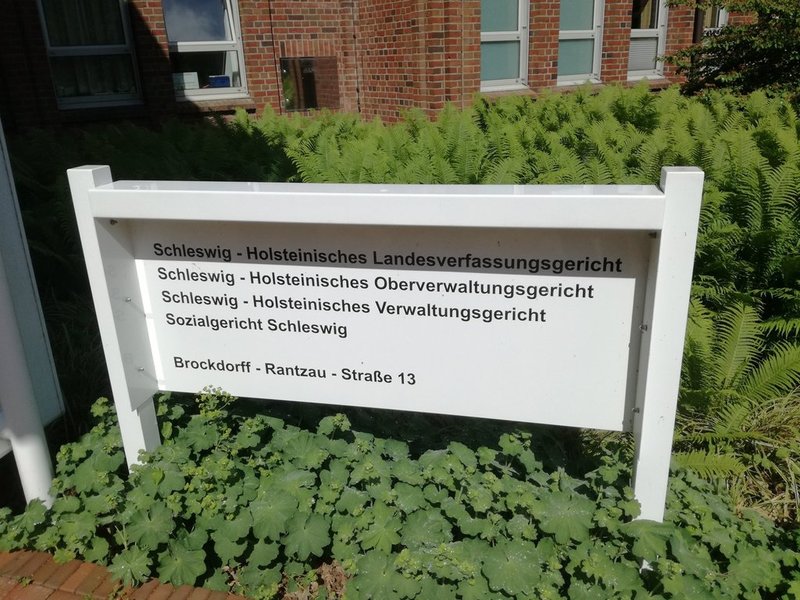 Schleswig - Holsteinisches Landesverfassungsgericht
Schleswig - Holsteinisches Oberverwaltungsgericht
Schleswig - Holsteinisches Verwaltungsgericht
Sozialgericht Schleswig
Brockdorff - Rantzau - Straße 13